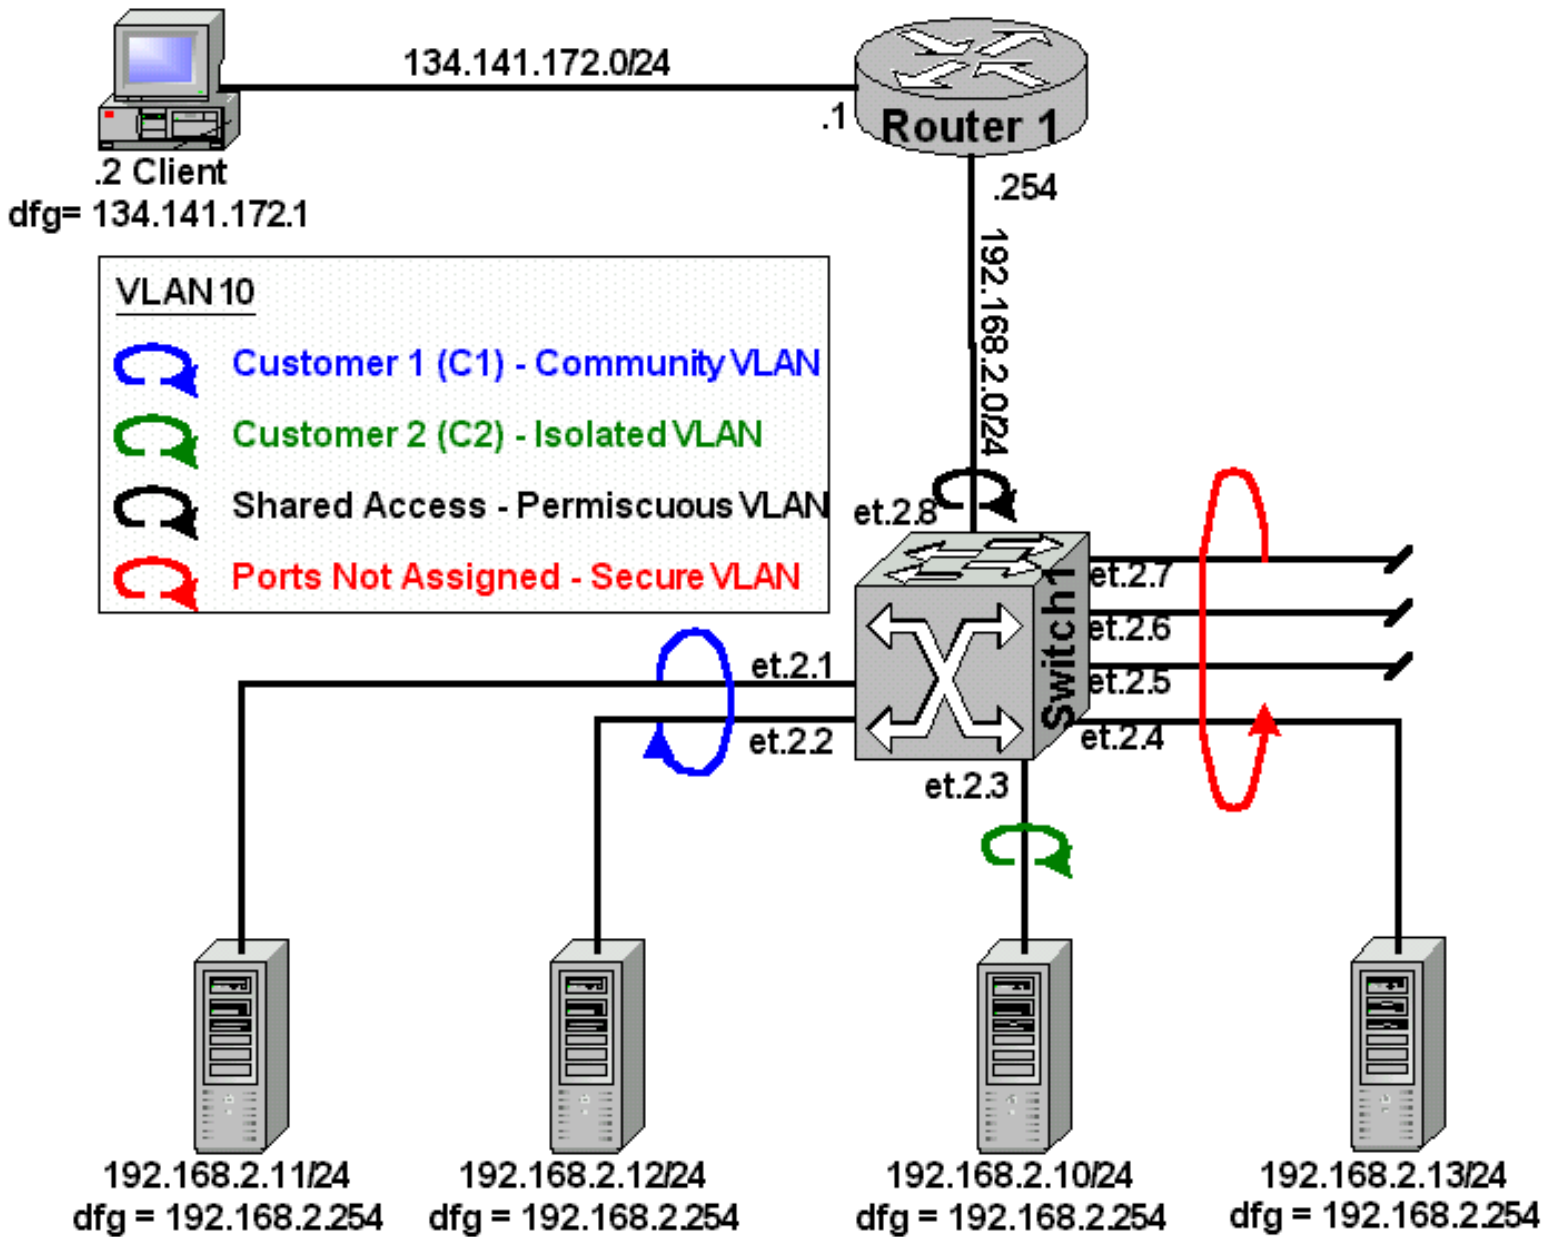 134.141.172.0/24
.1
Router 1
.2 Client
dfg= 134.141.172.1
.254
192.168.2.0/24
VLAN 10
Customer 1 (C1) - Community VLAN
Customer 2 (C2) - Isolated VLAN
Shared Access - Permiscuous VLAN
Ports Not Assigned - Secure VLAN
et.2.8
et.2.7
et.2.6
et.2.5
et.2.4
Switch1
et.2.1
et.2.2
et.2.3
192.168.2.11/24
dfg = 192.168.2.254
192.168.2.12/24
dfg = 192.168.2.254
192.168.2.10/24
dfg = 192.168.2.254
192.168.2.13/24
dfg = 192.168.2.254